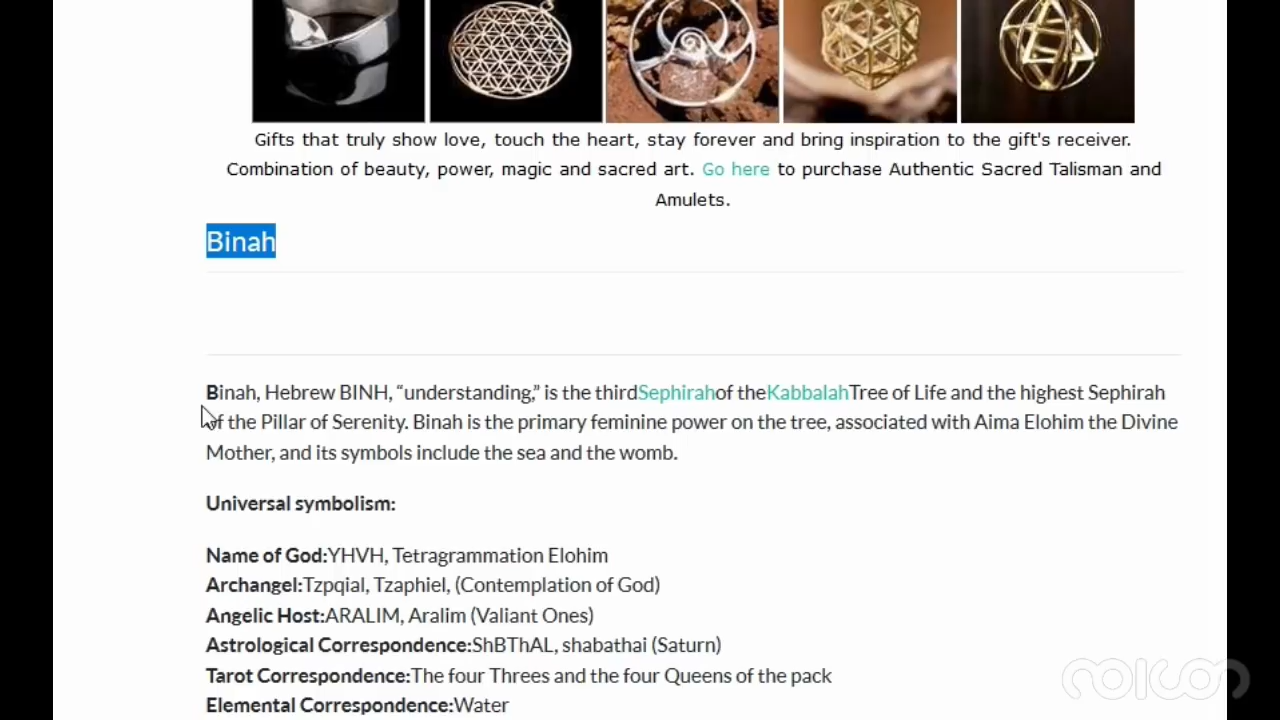 Gifts that truly show love, touch the heart, stay forever and bring inspiration to the gift's receiver.
Combination of beauty, power, magic and sacred art. Go here to purchase Authentic Sacred Talisman and
Amulets.
Binah
Binah, Hebrew BINH, “understanding,” is the thirdSephirahof theKabbalahTree of Life and the highest Sephirah
of the Pillar of Serenity. Binah is the primary feminine power on the tree, associated with Aima Elohim the Divine
Mother, and its symbols include the sea and the womb.
Universal symbolism:
Name of God:YHVH, Tetragrammation Elohim
Archangel:Tzpqial, Tzaphiel, (Contemplation of God)
Angelic Host:ARALIM, Aralim (Valiant Ones)
Astrological Correspondence:ShBThAL, shabathai (Saturn)
Tarot Correspondence:The four Threes and the four Queens of the pack
Elemental Correspondence:Water